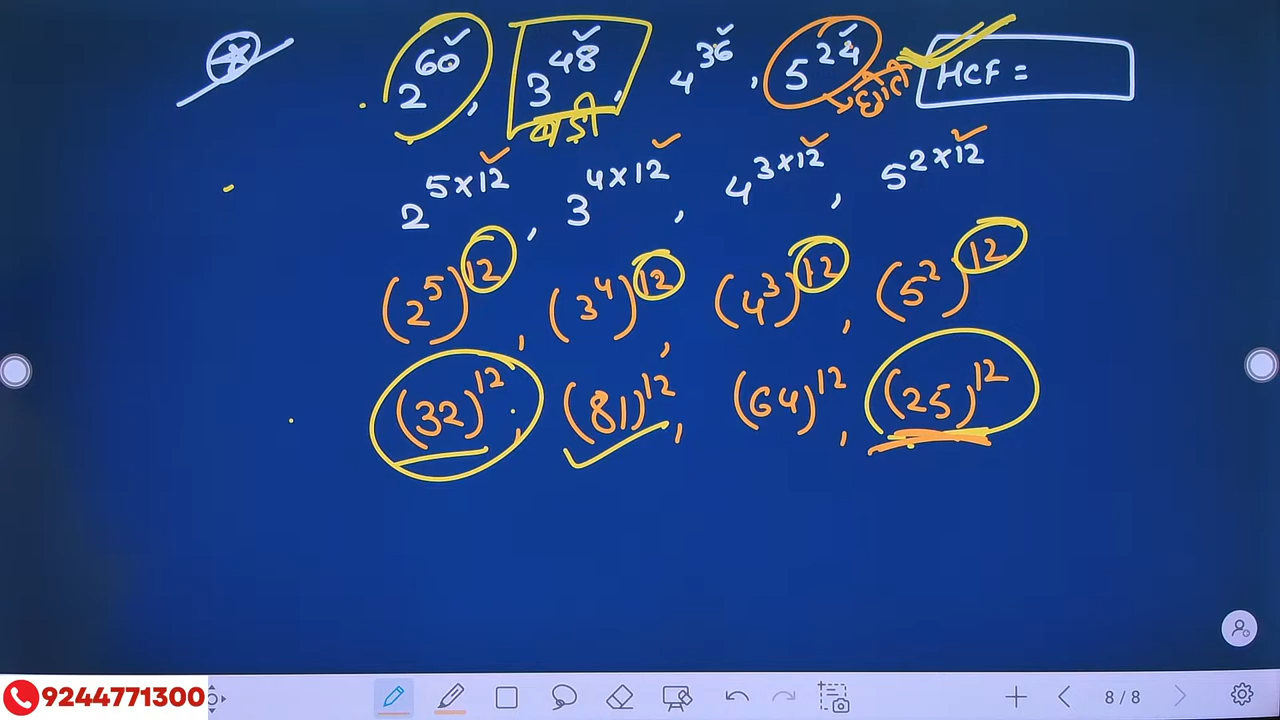 2^60, 3^48, 4^36, 5^24 HCF =
बड़ी छोटी
2^5×12, 3^4×12, 4^3×12, 5^2×12
(2^5)^12, (3^4)^12, (4^3)^12, (5^2)^12
(32)^12, (81)^12, (64)^12, (25)^12
9244771300
8/8